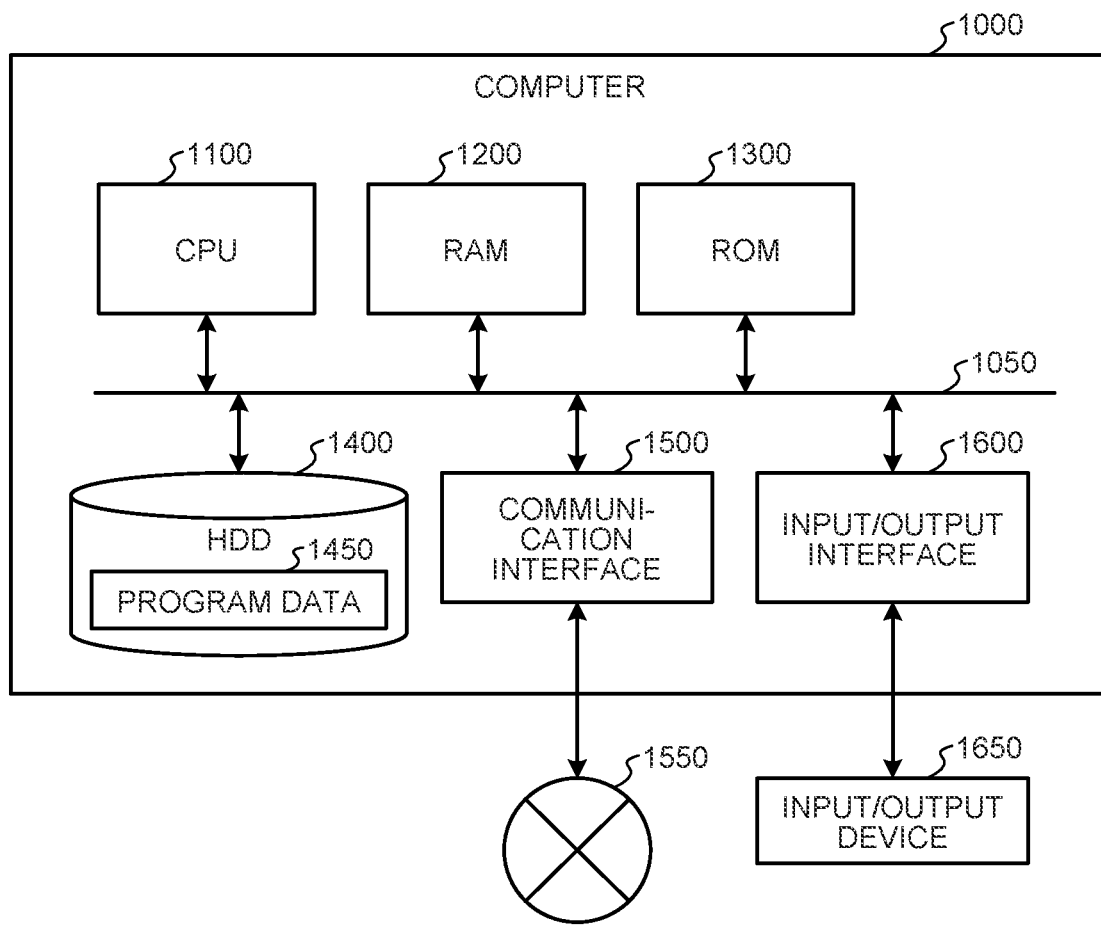 1000
COMPUTER
1100
1200
1300
CPU
RAM
ROM
1050
1400
1500
1600
HDD
1450
PROGRAM DATA
COMMUNI-
CATION
INTERFACE
INPUT/OUTPUT
INTERFACE
1550
1650
INPUT/OUTPUT
DEVICE